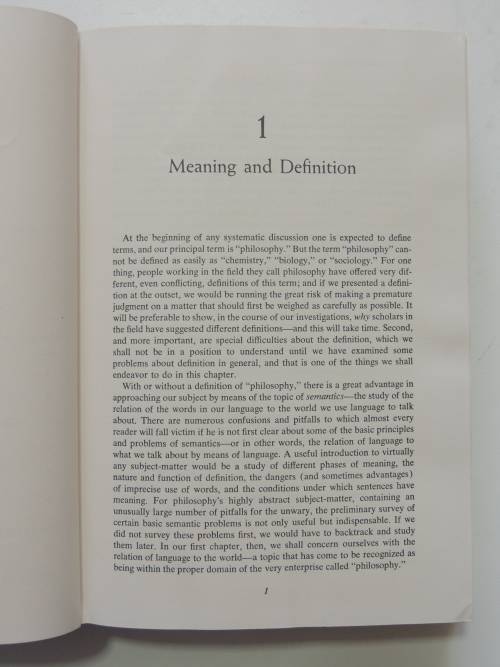 1
Meaning and Definition
At the beginning of any systematic discussion one is expected to define
terms, and our principal term is “philosophy.” But the term “philosophy” can-
not be defined as easily as “chemistry,” “biology,” or “sociology.” For one
thing, people working in the field they call philosophy have offered very dif-
ferent, even conflicting, definitions of this term; and if we presented a defini-
tion at the outset, we would be running the great risk of making a premature
judgment on a matter that should first be weighed as carefully as possible. It
will be preferable to show, in the course of our investigations, why scholars in
the field have suggested different definitions—and this will take time. Second,
and more important, are special difficulties about the definition, which we
shall not be in a position to understand until we have examined some
problems about definition in general, and that is one of the things we shall
endeavor to do in this chapter.
With or without a definition of “philosophy,” there is a great advantage in
approaching our subject by means of the topic of semantics—the study of the
relation of the words in our language to the world we use language to talk
about. There are numerous confusions and pitfalls to which almost every
reader will fall victim if he is not first clear about some of the basic principles
and problems of semantics—or in other words, the relation of language to
what we talk about by means of language. A useful introduction to virtually
any subject-matter would be a study of different phases of meaning, the
nature and function of definition, the dangers (and sometimes advantages)
of imprecise use of words, and the conditions under which sentences have
meaning. For philosophy’s highly abstract subject-matter, containing an
unusually large number of pitfalls for the unwary, the preliminary survey of
certain basic semantic problems is not only useful but indispensable. If we
did not survey these problems first, we would have to backtrack and study
them later. In our first chapter, then, we shall concern ourselves with the
relation of language to the world—a topic that has come to be recognized as
being within the proper domain of the very enterprise called “philosophy.”
1